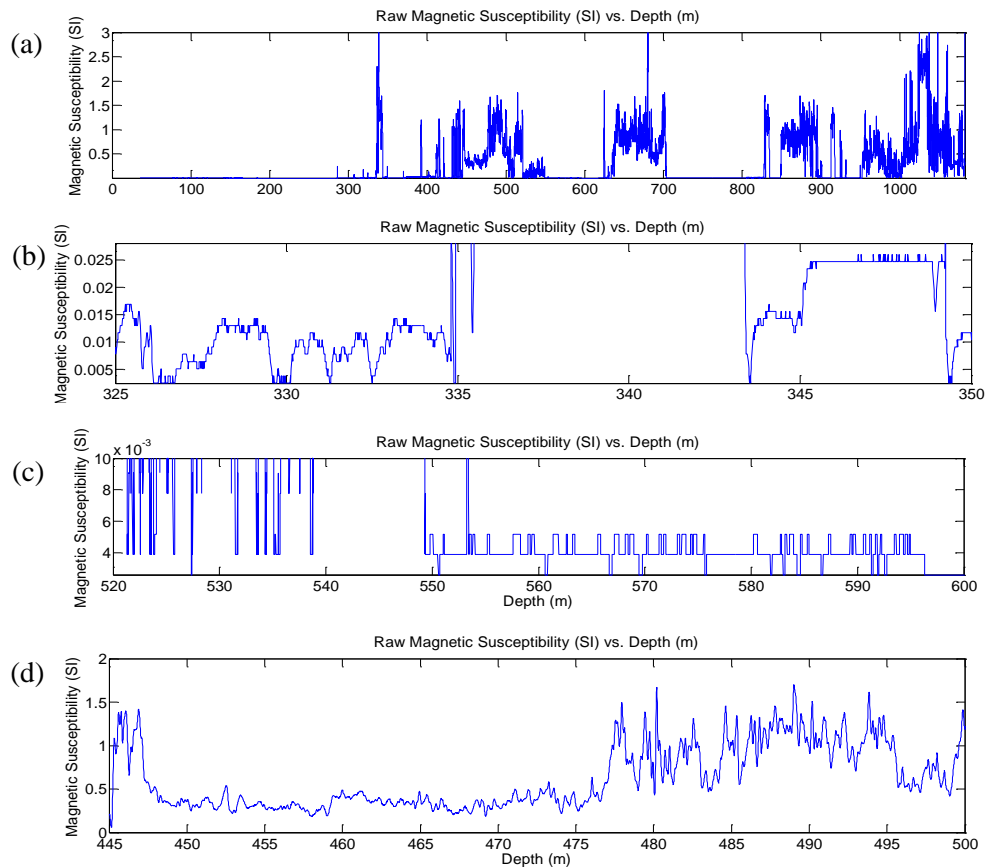 (a)
Raw Magnetic Susceptibility (SI) vs. Depth (m)
Magnetic Susceptibility (SI)
3
2.5
2
1.5
1
0.5
0 100 200 300 400 500 600 700 800 900 1000
(b)
Raw Magnetic Susceptibility (SI) vs. Depth (m)
Magnetic Susceptibility (SI)
0.025
0.02
0.015
0.01
0.005
325 330 335 340 345 350
(c)
Raw Magnetic Susceptibility (SI) vs. Depth (m)
x 10-3
Magnetic Susceptibility (SI)
10
8
6
4
520 530 540 550 560 570 580 590 600
Depth (m)
(d)
Raw Magnetic Susceptibility (SI) vs. Depth (m)
Magnetic Susceptibility (SI)
2
1.5
1
0.5
0
445 450 455 460 465 470 475 480 485 490 495 500
Depth (m)